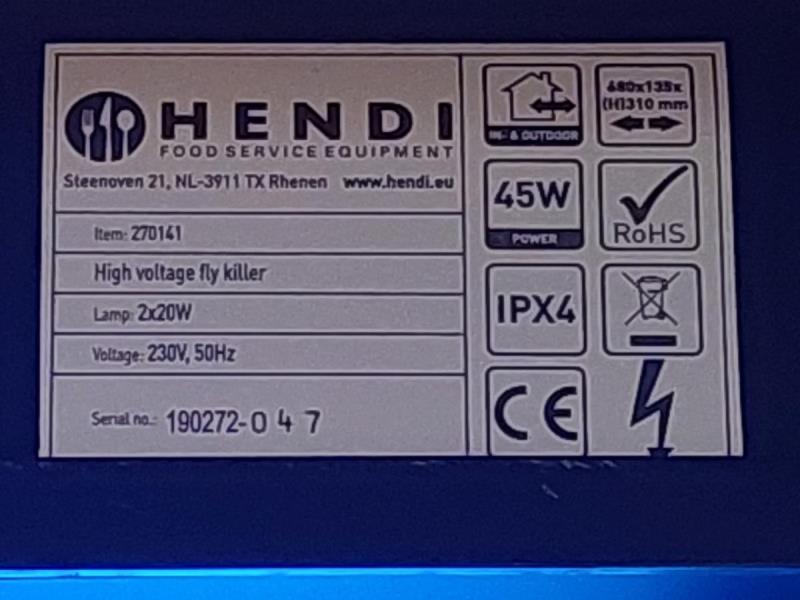 HENDI
FOOD SERVICE EQUIPMENT
Steenoven 21, NL-3911 TX Rhenen www.hendi.eu
Item: 270141
High voltage fly killer
Lamp: 2x20W
Voltage: 230V, 50Hz
Serial no.: 190272-0 4 7
IN- & OUTDOOR
680x135x
(H)310 mm
45W
POWER
RoHS
IPX4
CE